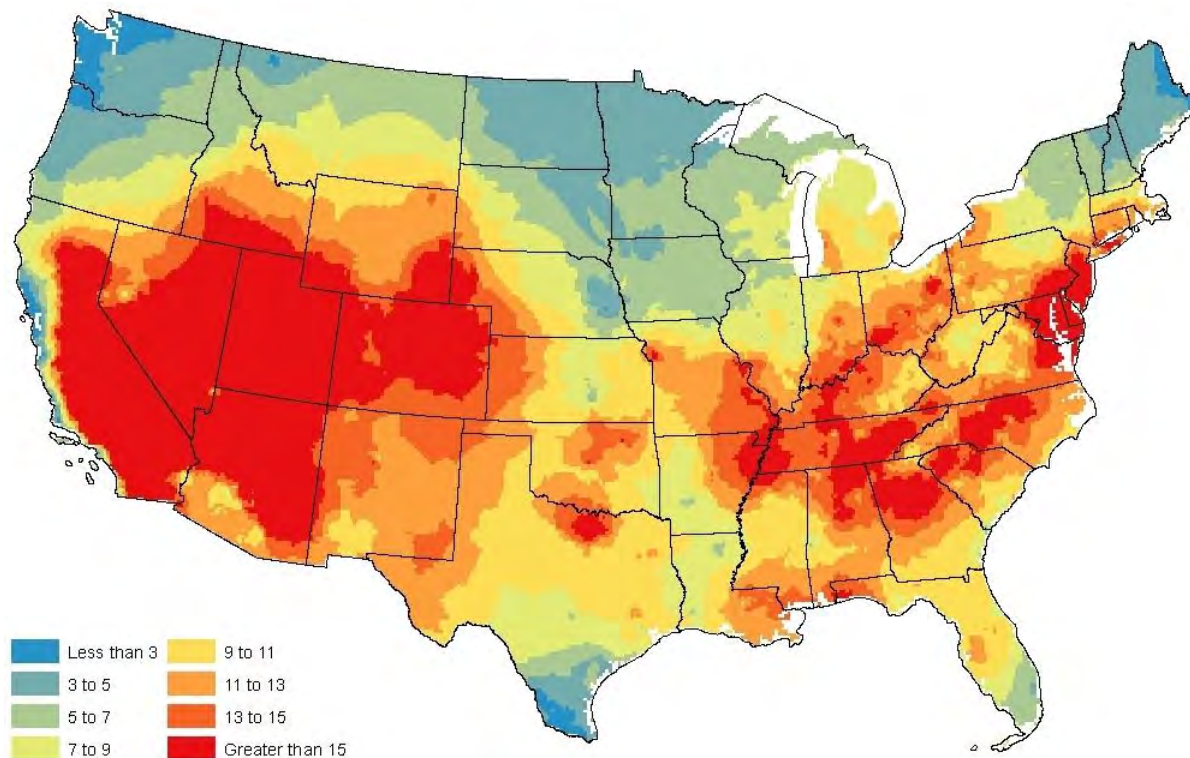 Less than 3
3 to 5
5 to 7
7 to 9
9 to 11
11 to 13
13 to 15
Greater than 15